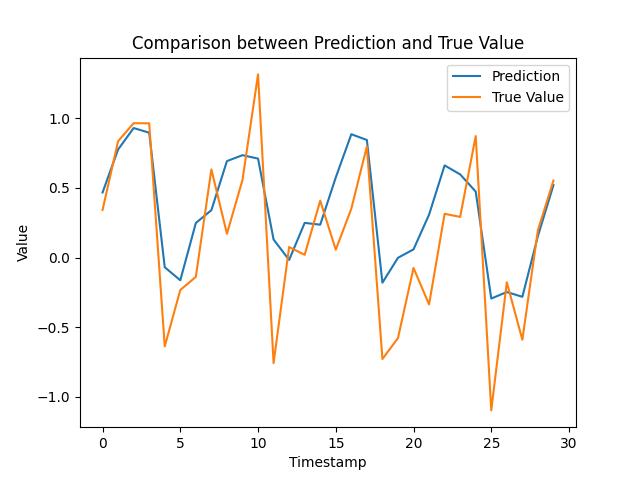 Comparison between Prediction and True Value
Prediction
True Value
1.0
0.5
0.0
−0.5
−1.0
Value
0 5 10 15 20 25 30
Timestamp